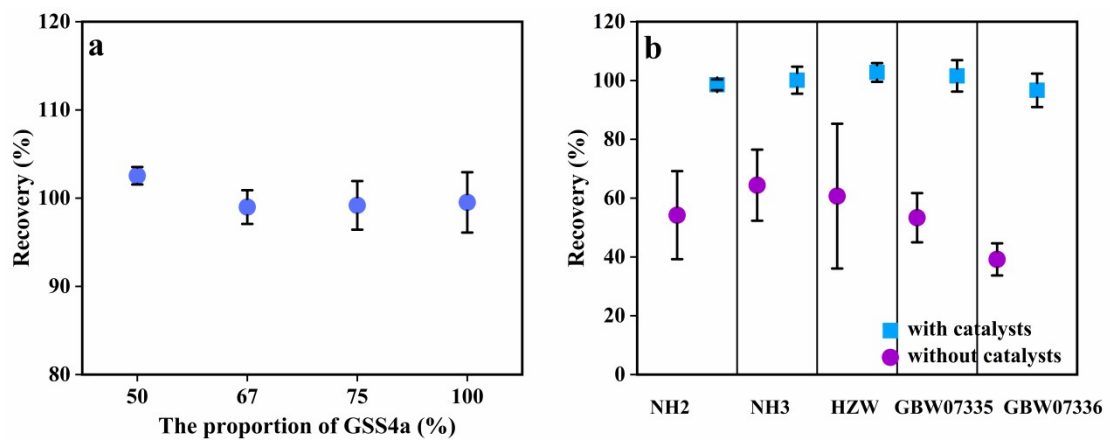 a
Recovery (%)
120
110
100
90
80
50 67 75 100
The proportion of GSS4a (%)
b
Recovery (%)
120
100
80
60
40
20
0
with catalysts
without catalysts
NH2 NH3 HZW GBW07335 GBW07336